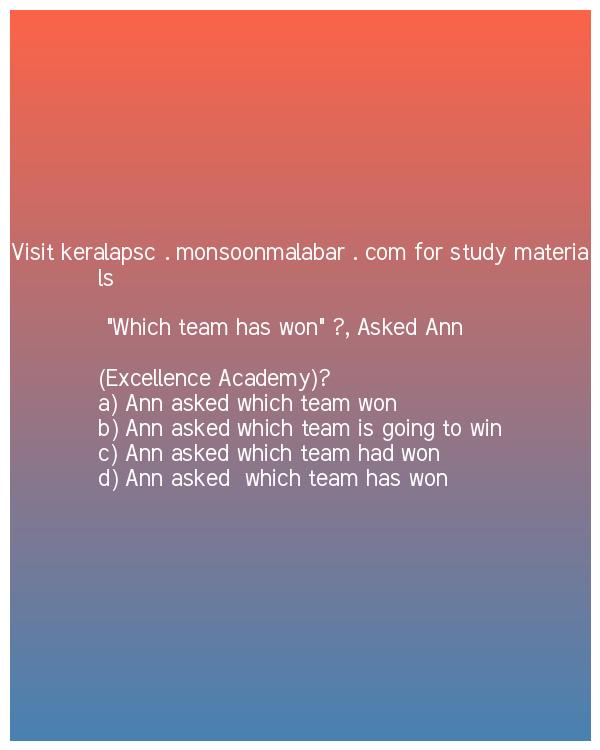 Visit keralapsc . monsoonmalabar . com for study materia
ls
"Which team has won" ?, Asked Ann
(Excellence Academy)?
a) Ann asked which team won
b) Ann asked which team is going to win
c) Ann asked which team had won
d) Ann asked  which team has won